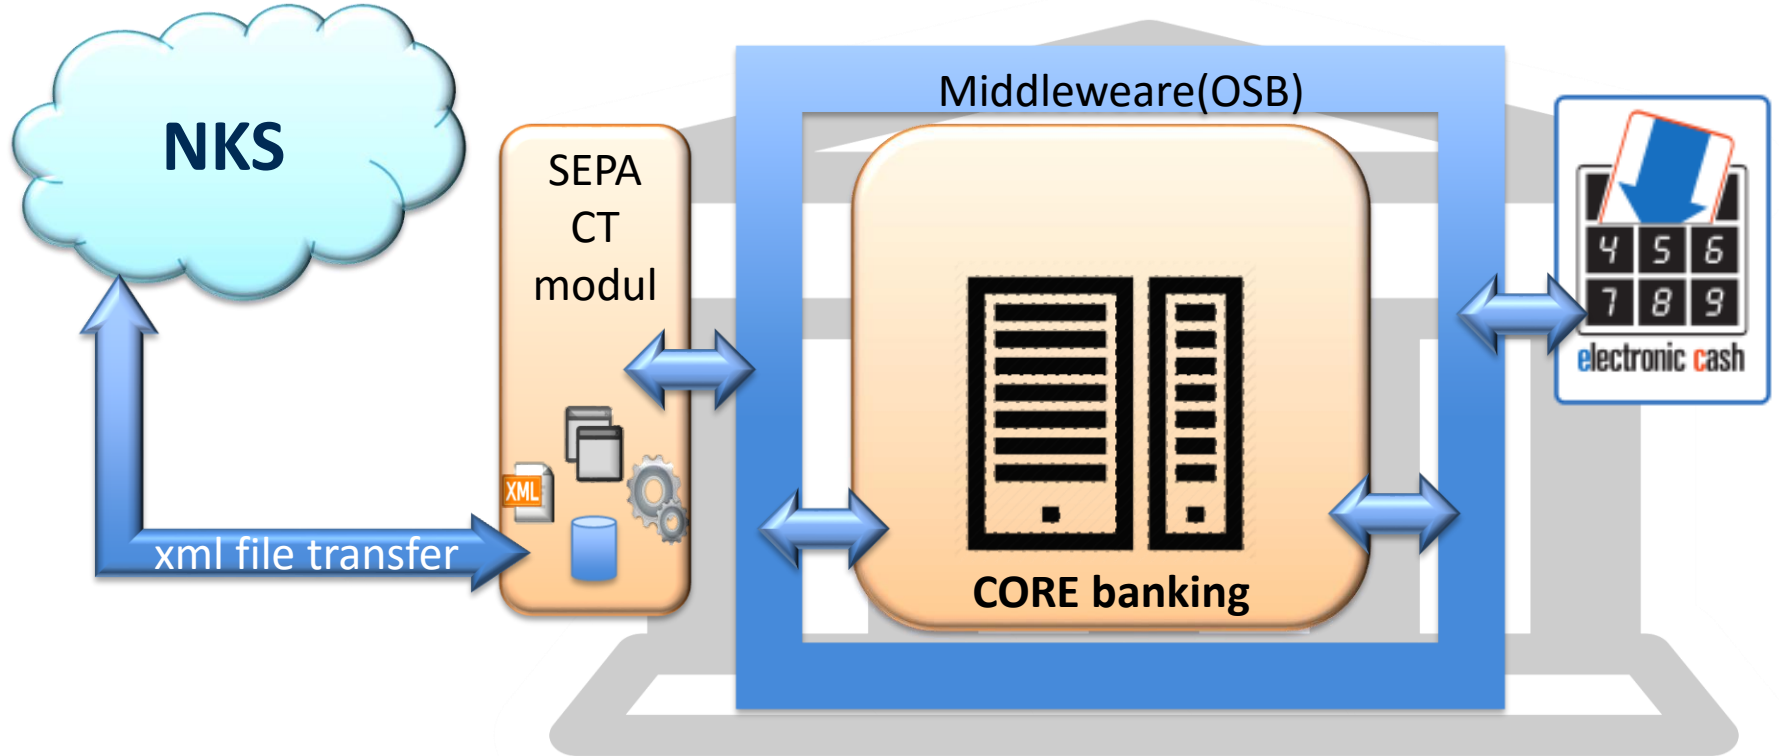 NKS
SEPA
CT
modul
XML
xml file transfer
Middleweare(OSB)
CORE banking
4 5 6
7 8 9
electronic cash